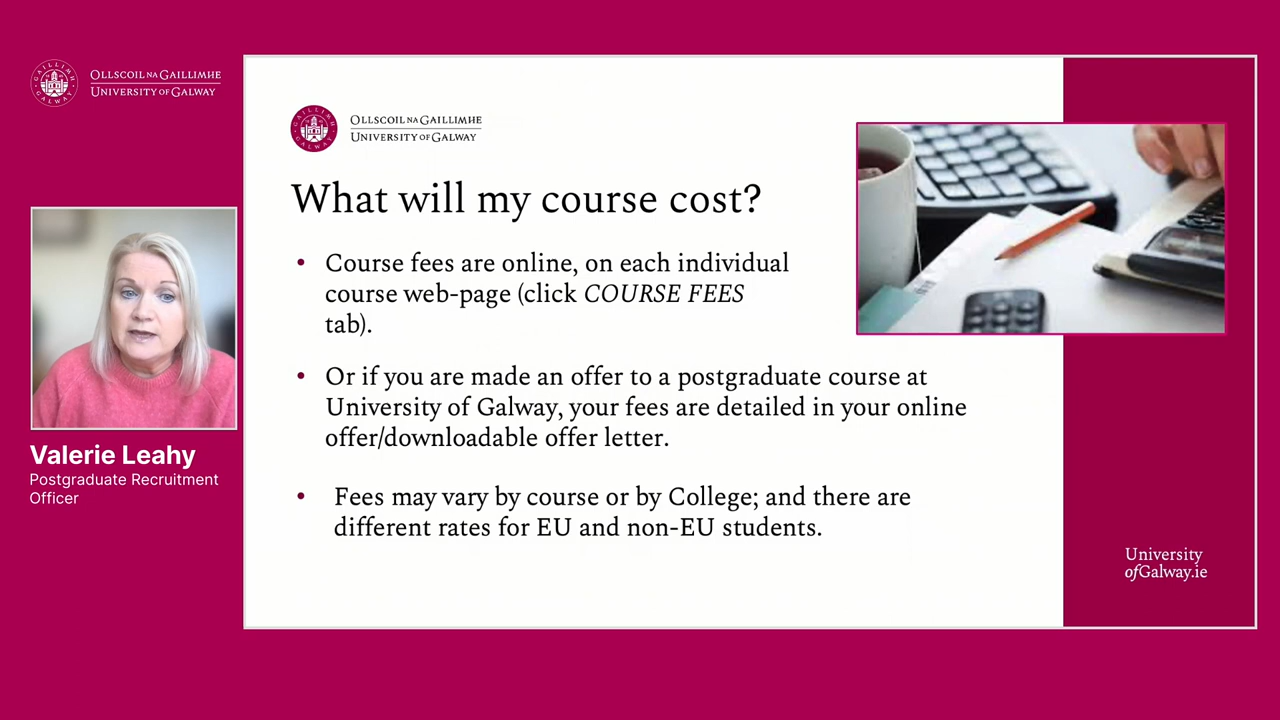 OLLSCOIL NA GAILLIMHE
UNIVERSITY OF GALWAY
Valerie Leahy
Postgraduate Recruitment
Officer
OLLSCOIL NA GAILLIMHE
UNIVERSITY OF GALWAY
What will my course cost?
• Course fees are online, on each individual
course web-page (click COURSE FEES
tab).
• Or if you are made an offer to a postgraduate course at
University of Galway, your fees are detailed in your online
offer/downloadable offer letter.
• Fees may vary by course or by College; and there are
different rates for EU and non-EU students.
University
ofGalway.ie